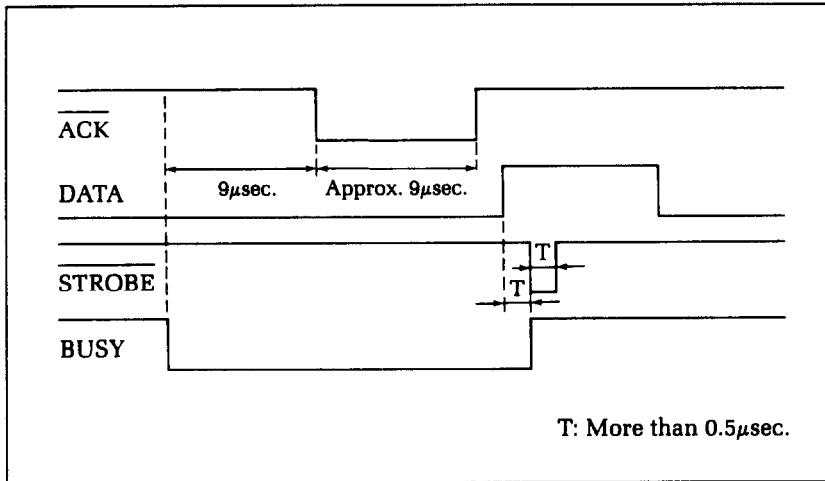 ACK
9μsec.
Approx. 9μsec.
DATA
T
STROBE
T
BUSY
T: More than 0.5μsec.